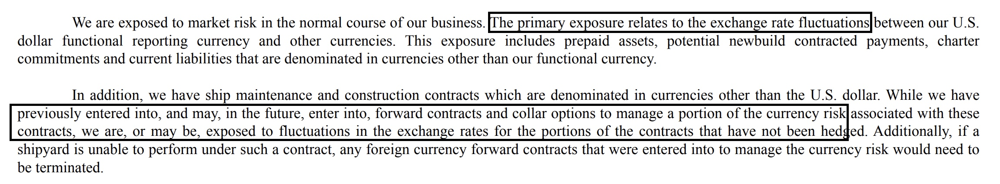 We are exposed to market risk in the normal course of our business. The primary exposure relates to the exchange rate fluctuations between our U.S.
dollar functional reporting currency and other currencies. This exposure includes prepaid assets, potential newbuild contracted payments, charter
commitments and current liabilities that are denominated in currencies other than our functional currency.
In addition, we have ship maintenance and construction contracts which are denominated in currencies other than the U.S. dollar. While we have
previously entered into, and may, in the future, enter into, forward contracts and collar options to manage a portion of the currency risk associated with these
contracts, we are, or may be, exposed to fluctuations in the exchange rates for the portions of the contracts that have not been hedged. Additionally, if a
shipyard is unable to perform under such a contract, any foreign currency forward contracts that were entered into to manage the currency risk would need to
be terminated.